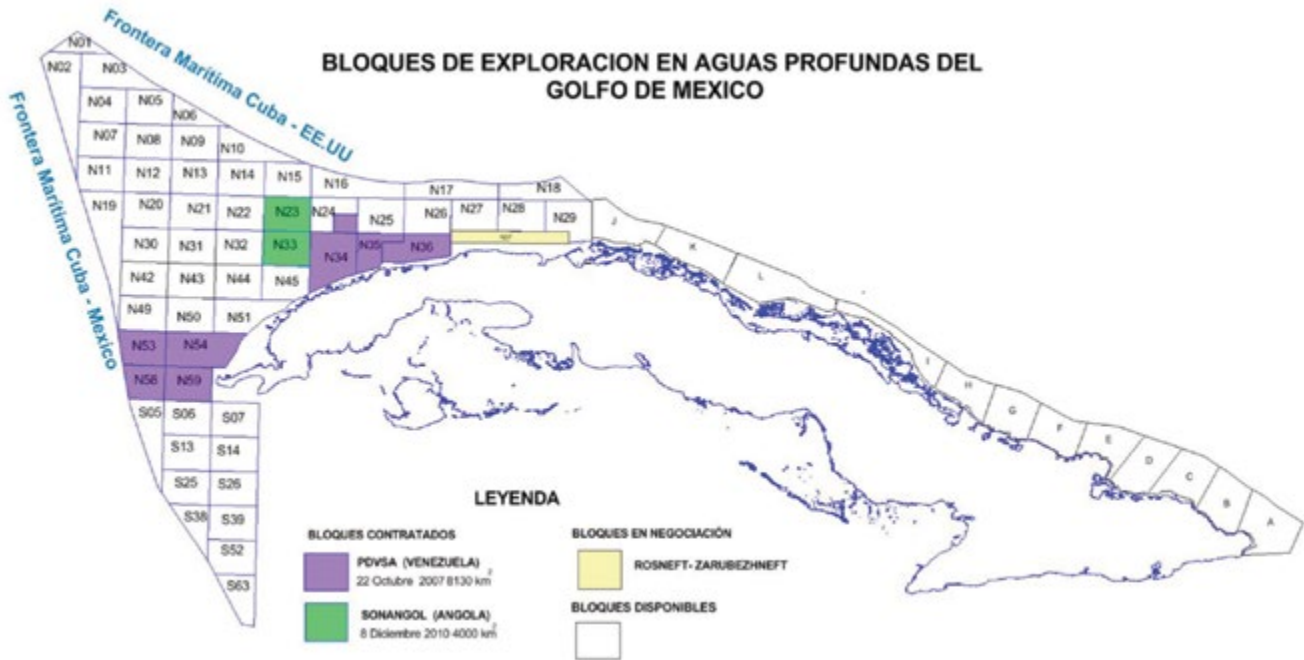 BLOQUES DE EXPLORACION EN AGUAS PROFUNDAS DEL
GOLFO DE MEXICO
Frontera Marítima Cuba - EE.UU
Frontera Marítima Cuba - Mexico
N01
N02 N03
N04 N05 N06
N07 N08 N09 N10
N11 N12 N13 N14 N15 N16 N17 N18
N19 N20 N21 N22 N23 N24 N25 N26 N27 N28 N29
N30 N31 N32 N33 N34 N35 N36
N42 N43 N44 N45
N49 N50 N51
N53 N54
N58 N59
S05 S06 S07
S13 S14
S25 S26
S38 S39
S52
S63
J K L
I H G F E D C B A
LEYENDA
BLOQUES CONTRATADOS
PDVSA (VENEZUELA)
22 Octubre 2007 8130 km2
SONANGOL (ANGOLA)
8 Diciembre 2010 4000 km2
BLOQUES EN NEGOCIACIÓN
ROSNEFT- ZARUBEZHNEFT
BLOQUES DISPONIBLES